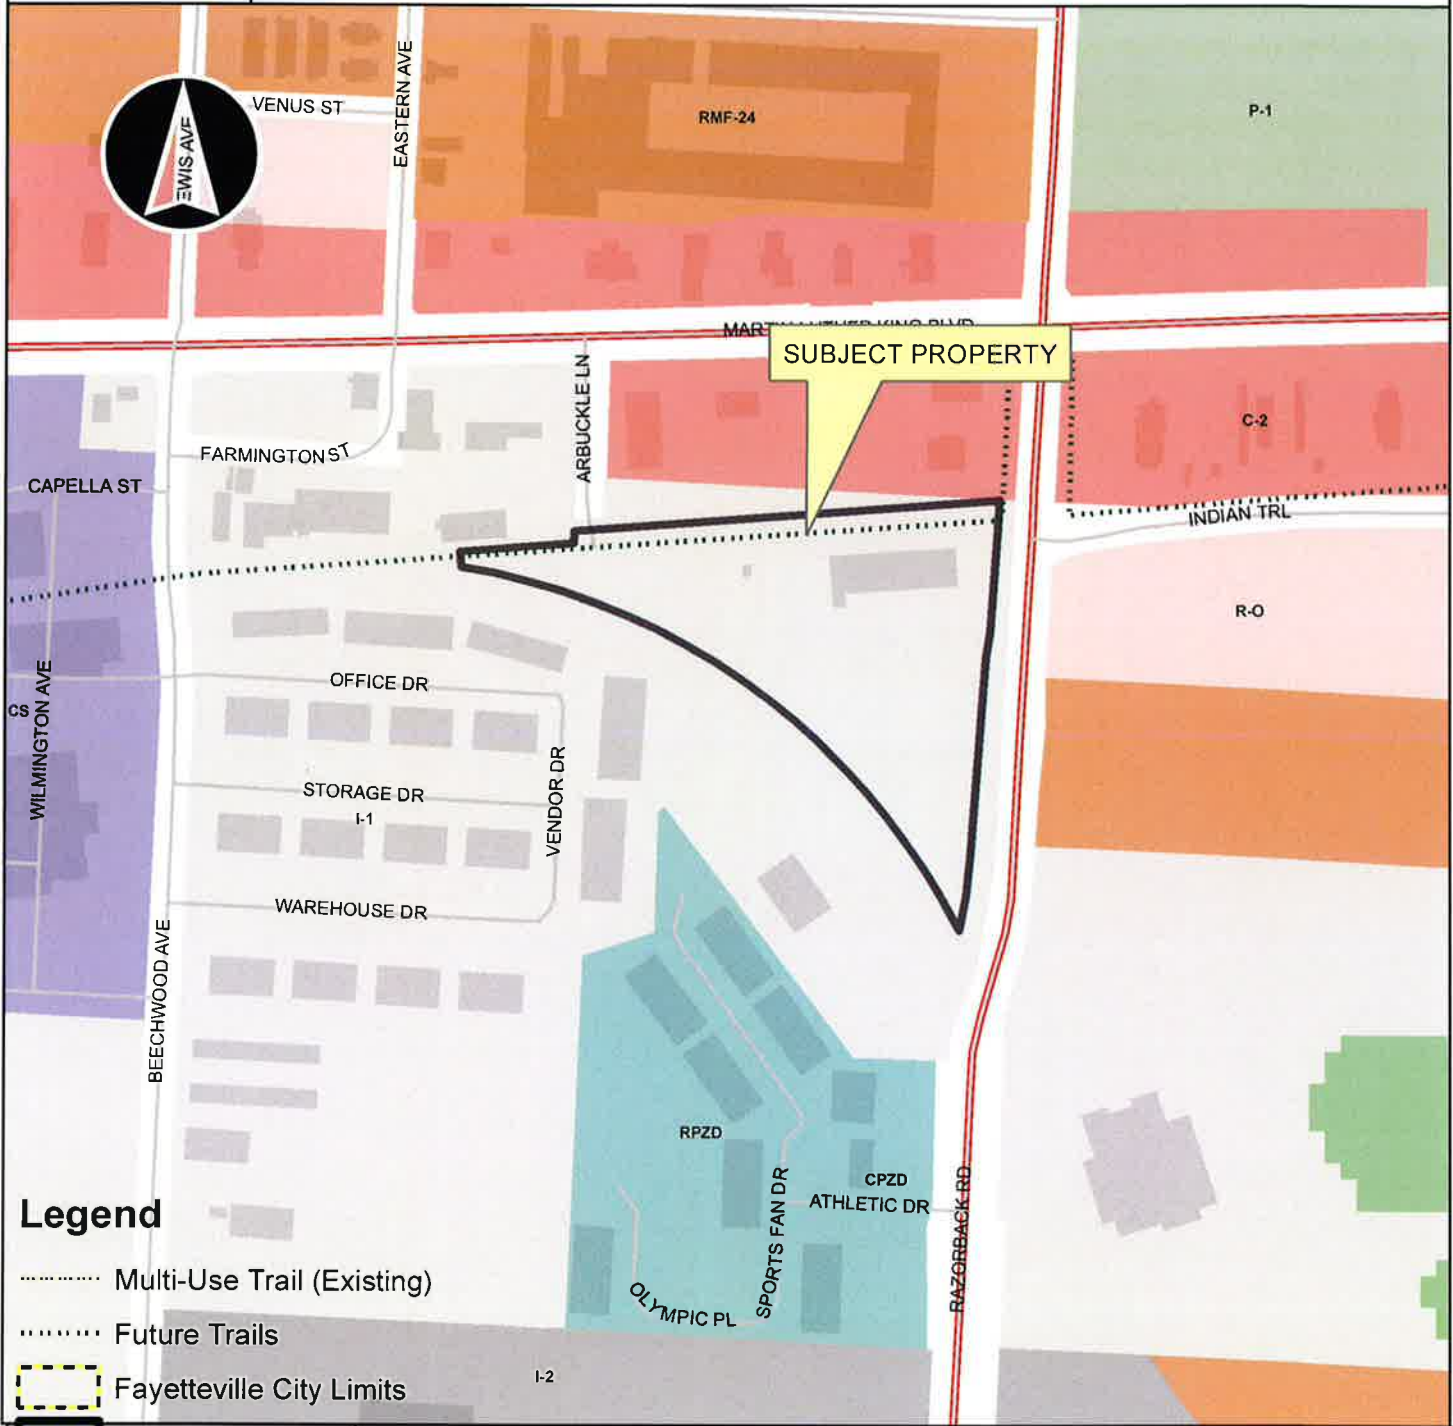 VENUS ST
EASTERN AVE
RMF-24
P-1
EWIS AVE
SUBJECT PROPERTY
ARBUCKLE LN
FARMINGTON ST
C-2
CAPELLA ST
INDIAN TRL
R-O
OFFICE DR
CS
WILMINGTON AVE
STORAGE DR
I-1
VENDOR DR
WAREHOUSE DR
BEECHWOOD AVE
RPZD
CPZD
ATHLETIC DR
SPORTS FAN DR
RAZORBACK RD
OLYMPIC PL
I-2
Legend
Multi-Use Trail (Existing)
Future Trails
Fayetteville City Limits